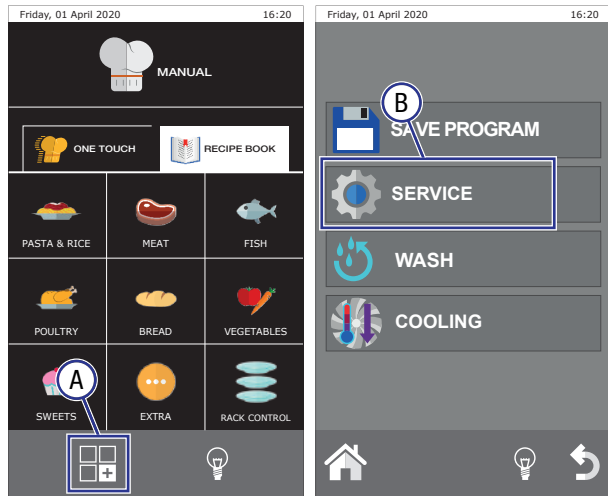 Friday, 01 April 2020 16:20
MANUAL
ONE TOUCH
RECIPE BOOK
PASTA & RICE
MEAT
FISH
POULTRY
BREAD
VEGETABLES
A
SWEETS
EXTRA
RACK CONTROL
Friday, 01 April 2020 16:20
B
SAVE PROGRAM
SERVICE
WASH
COOLING